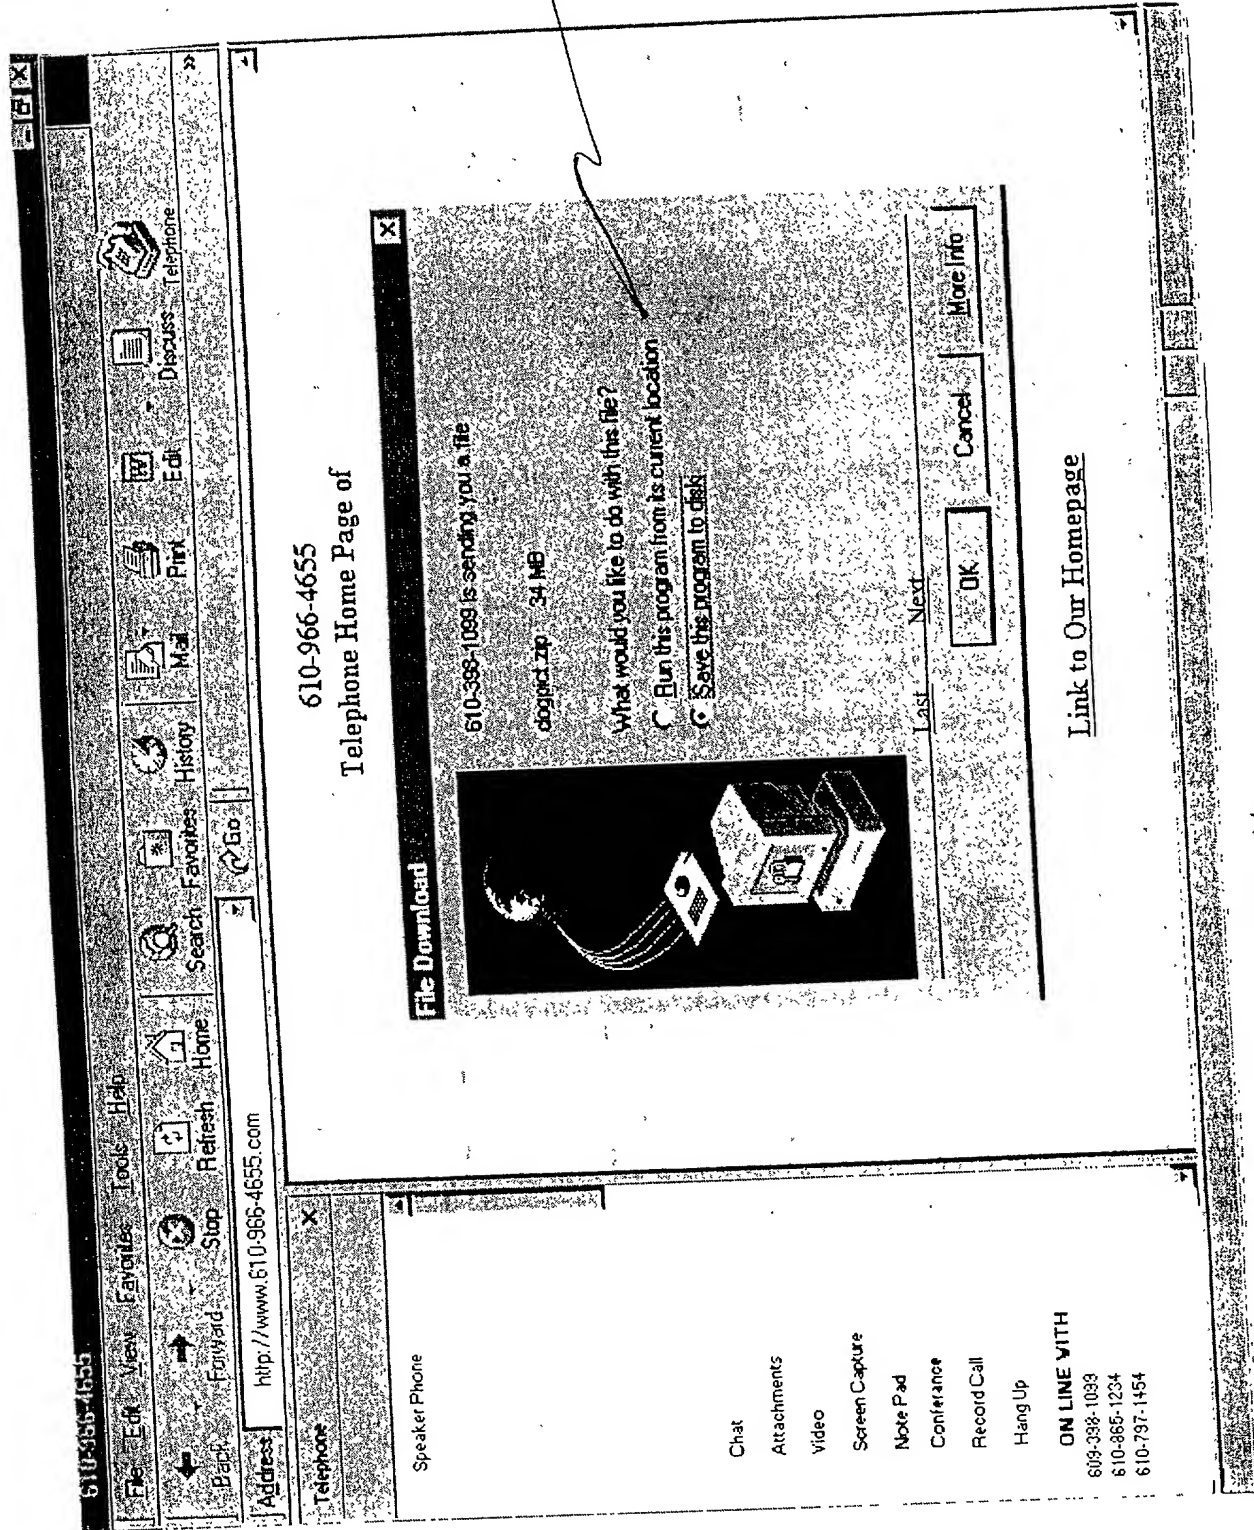 610-966-4655
File Edit View Favorites Tools Help
Back Forward Stop Refresh Home Search Favorites History Mail Print Edit Discuss Telephone »
Address http://www.610-966-4655.com Go
Telephone ×
Speaker Phone
Chat
Attachments
Video
Screen Capture
Note Pad
Conferance
Record Call
Hang Up
ON LINE WITH
609-398-1099
610-865-1234
610-797-1454
610-966-4655
Telephone Home Page of
File Download
610-398-1099 is sending you a file
dogpict.zip .34 MB
What would you like to do with this file?
Run this program from its current location
Save this program to disk
Last Next
OK Cancel More Info
Link to Our Homepage